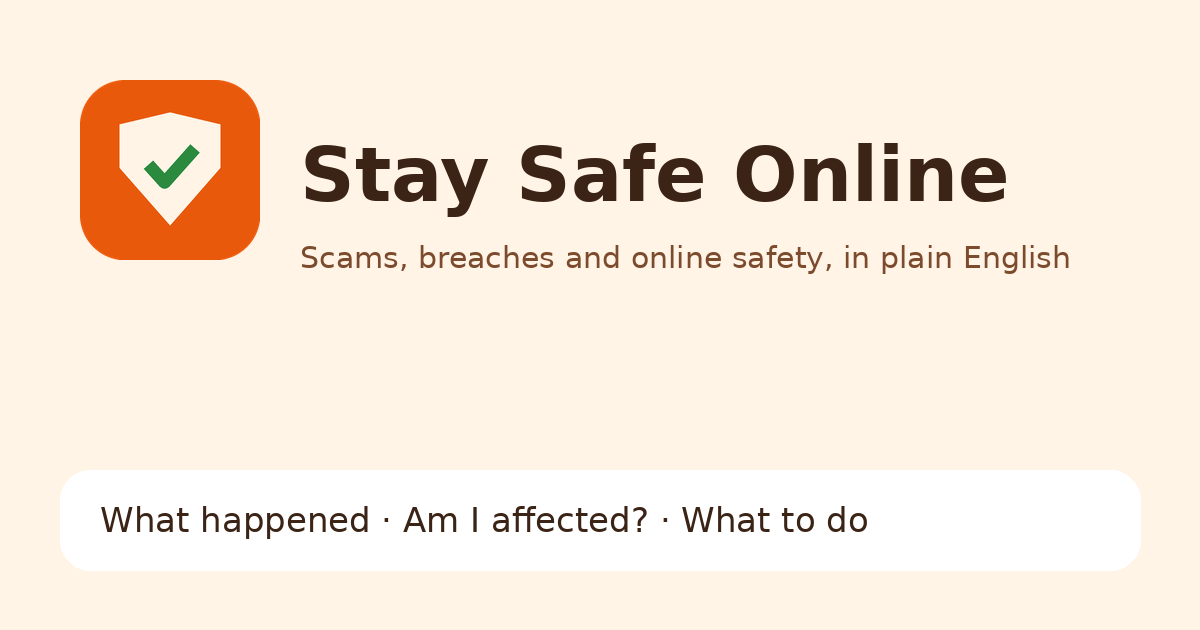 Stay Safe Online
Scams, breaches and online safety, in plain English
What happened · Am I affected? · What to do